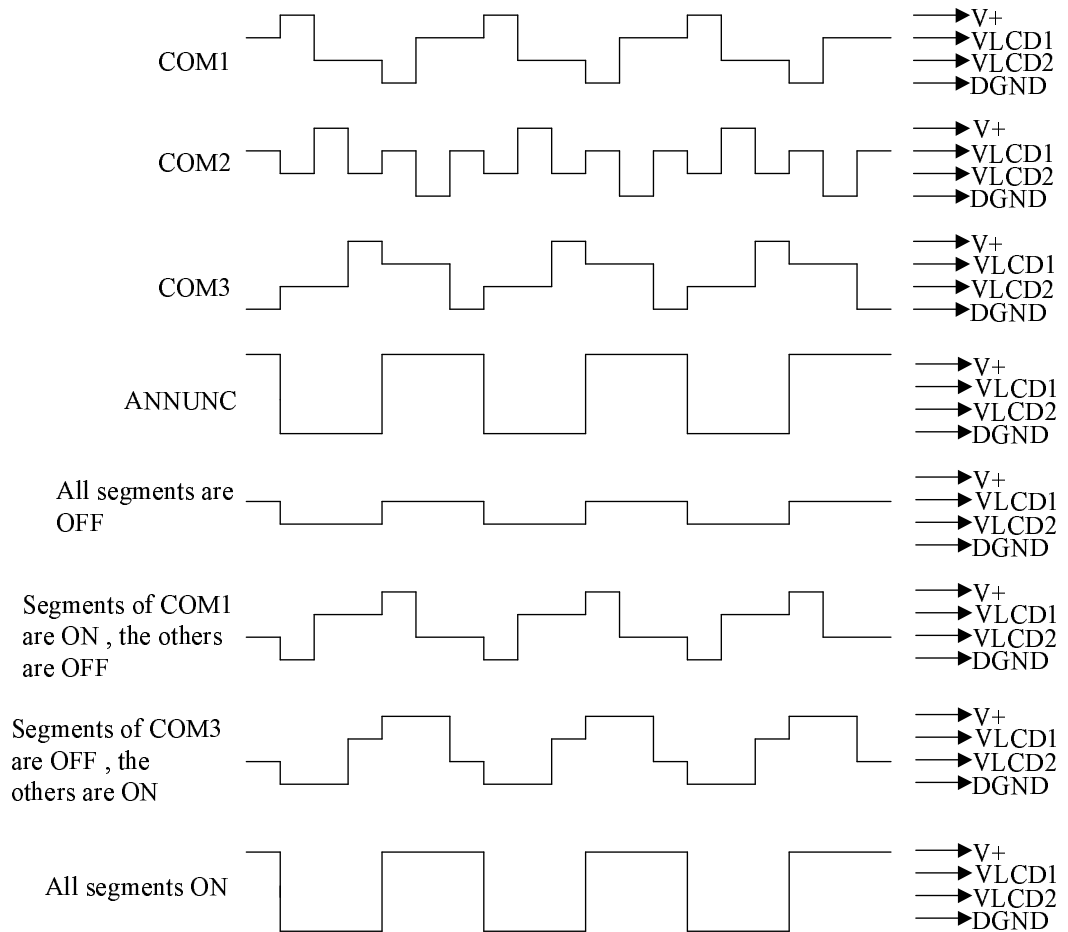 COM1
V+
VLCD1
VLCD2
DGND
COM2
V+
VLCD1
VLCD2
DGND
COM3
V+
VLCD1
VLCD2
DGND
ANNUNC
V+
VLCD1
VLCD2
DGND
All segments are
OFF
V+
VLCD1
VLCD2
DGND
Segments of COM1
are ON , the others
are OFF
V+
VLCD1
VLCD2
DGND
Segments of COM3
are OFF , the
others are ON
V+
VLCD1
VLCD2
DGND
All segments ON
V+
VLCD1
VLCD2
DGND